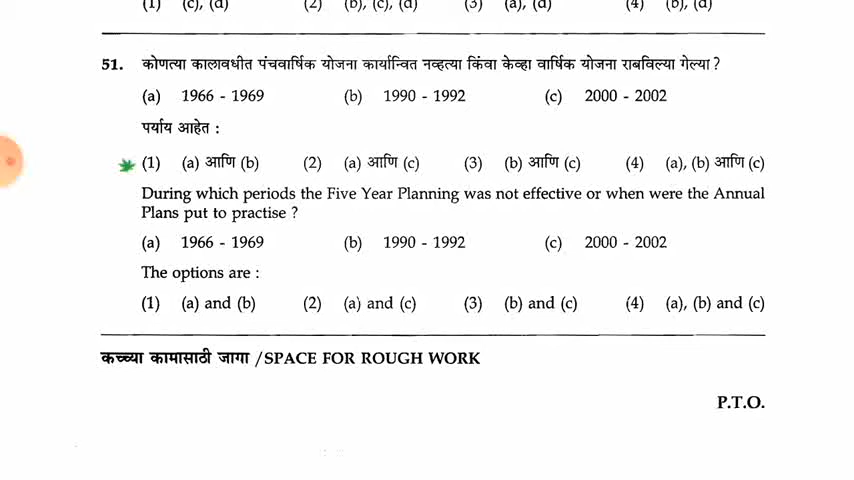 (1) (c), (d) (2) (b), (c), (d) (3) (a), (d) (4) (b), (d)
51. कोणत्या कालावधीत पंचवार्षिक योजना कार्यान्वित नव्हत्या किंवा केव्हा वार्षिक योजना राबविल्या गेल्या ?
(a) 1966 - 1969 (b) 1990 - 1992 (c) 2000 - 2002
पर्याय आहेत :
(1) (a) आणि (b) (2) (a) आणि (c) (3) (b) आणि (c) (4) (a), (b) आणि (c)
During which periods the Five Year Planning was not effective or when were the Annual
Plans put to practise ?
(a) 1966 - 1969 (b) 1990 - 1992 (c) 2000 - 2002
The options are :
(1) (a) and (b) (2) (a) and (c) (3) (b) and (c) (4) (a), (b) and (c)
कच्च्या कामासाठी जागा /SPACE FOR ROUGH WORK
P.T.O.